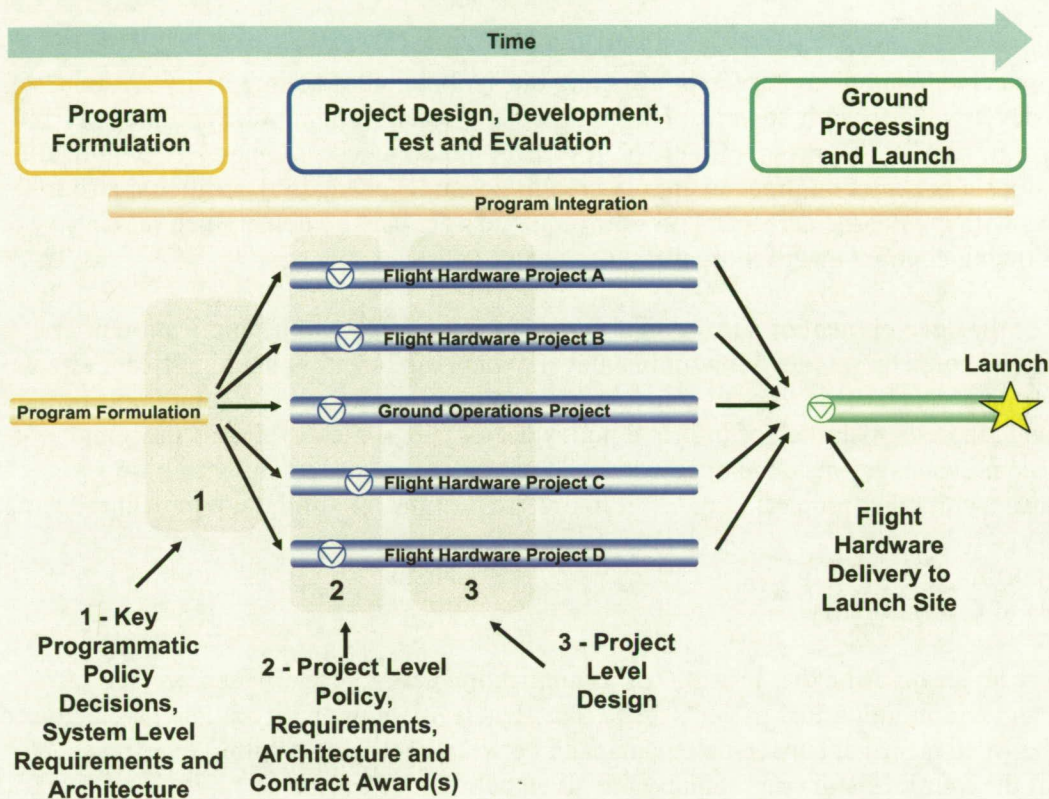 Time
Program
Formulation
Project Design, Development,
Test and Evaluation
Ground
Processing
and Launch
Program Integration
Flight Hardware Project A
Flight Hardware Project B
Launch
Program Formulation
Ground Operations Project
Flight Hardware Project C
1
Flight Hardware Project D
2
3
Flight
Hardware
Delivery to
Launch Site
1 - Key
Programmatic
Policy
Decisions,
System Level
Requirements and
Architecture
2 - Project Level
Policy,
Requirements,
Architecture and
Contract Award(s)
3 - Project
Level
Design